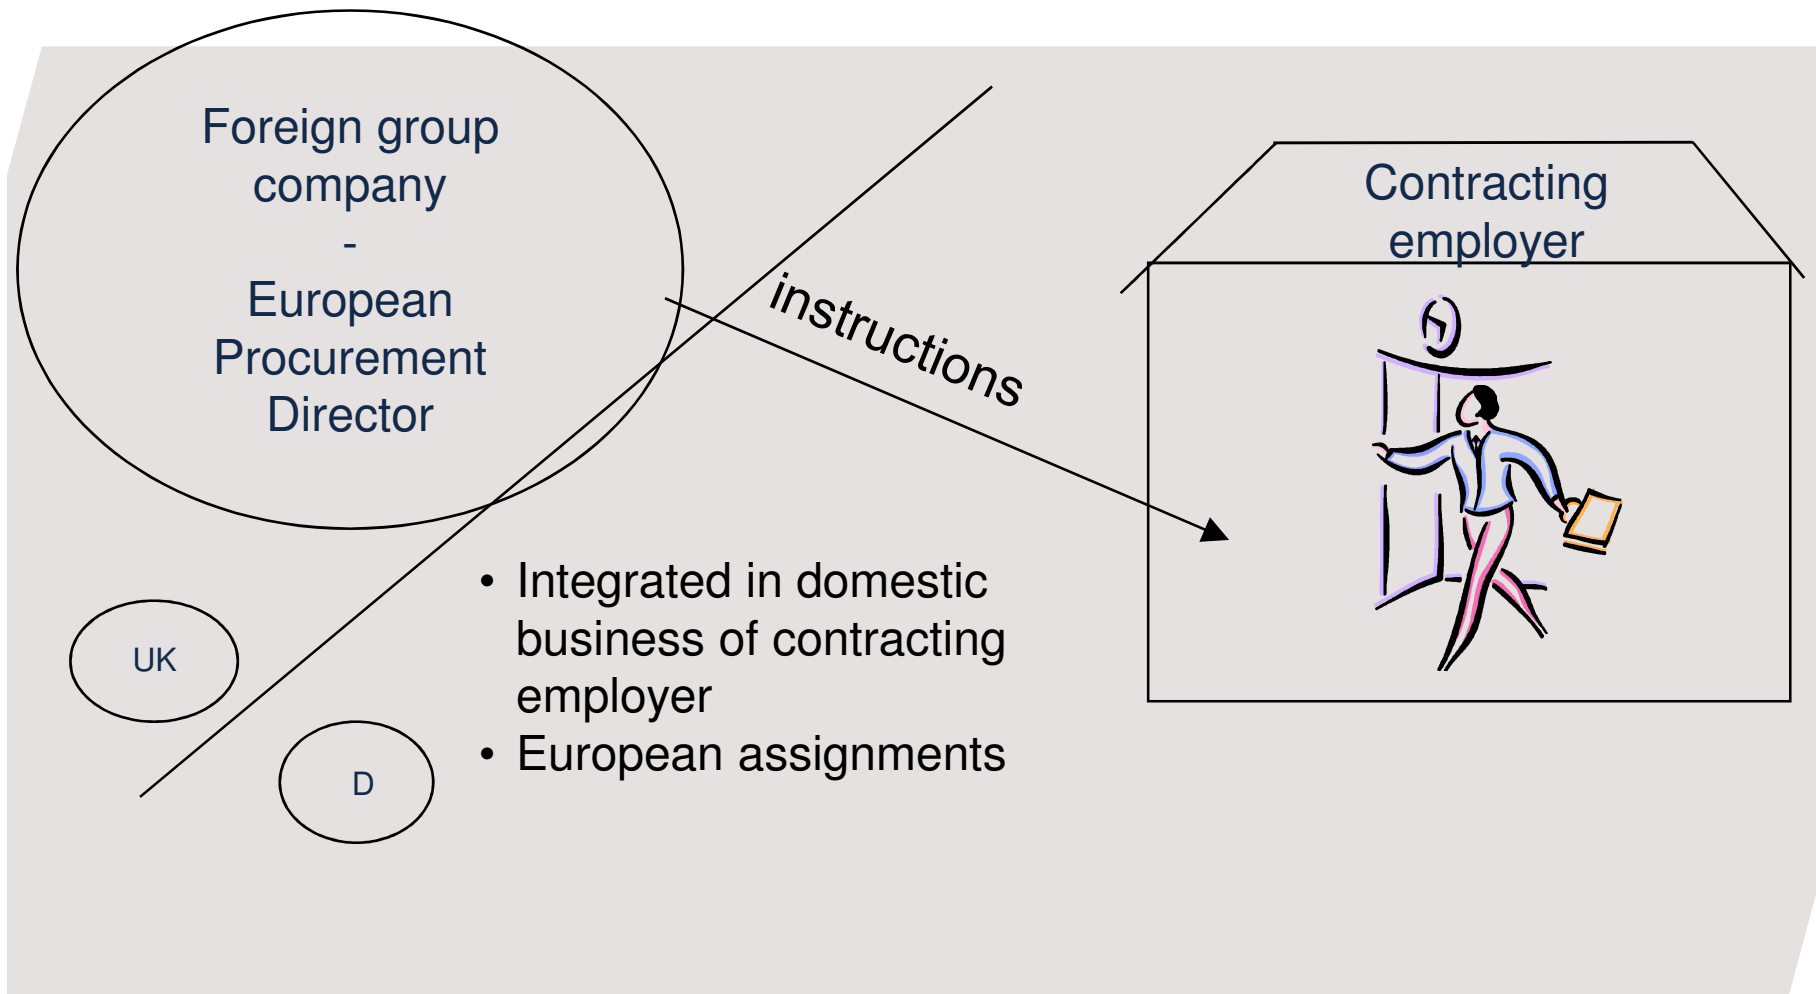 Foreign group
company
-
European
Procurement
Director
instructions
Contracting
employer
• Integrated in domestic
business of contracting
employer
• European assignments
UK
D